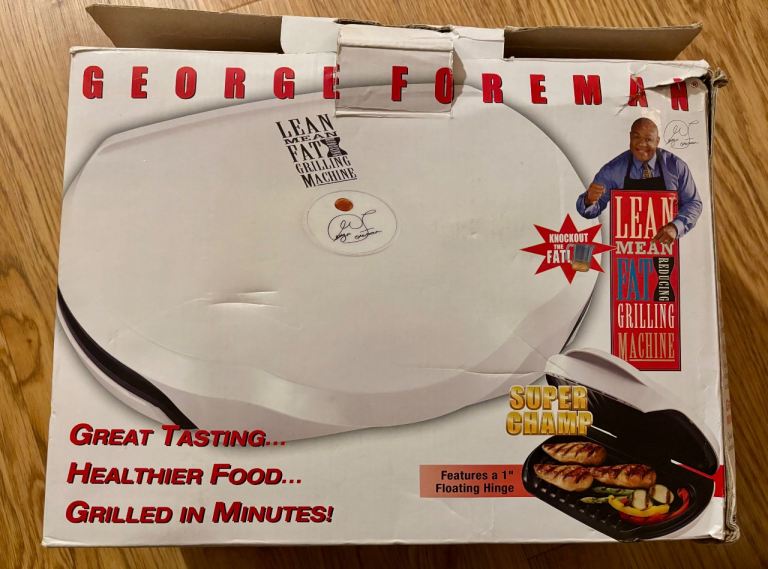 GEORGE FOREMAN
LEAN
MEAN
FAT
GRILLING
MACHINE
KNOCKOUT
THE
FAT!
LEAN
MEAN
FAT REDUCING
GRILLING
MACHINE
SUPER
CHAMP
GREAT TASTING...
HEALTHIER FOOD...
GRILLED IN MINUTES!
Features a 1"
Floating Hinge